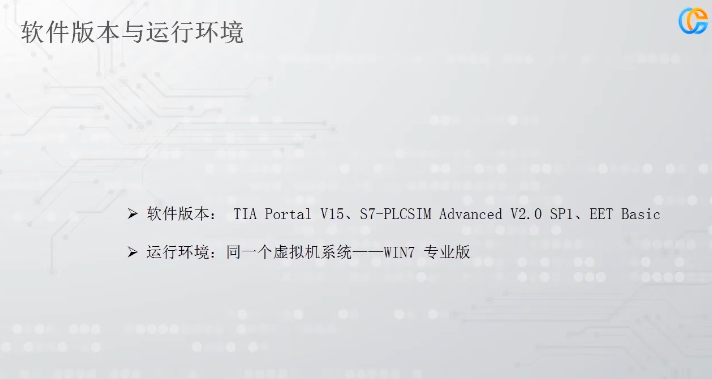 软件版本与运行环境
➢ 软件版本： TIA Portal V15、S7-PLCSIM Advanced V2.0 SP1、EET Basic
➢ 运行环境：同一个虚拟机系统——WIN7 专业版